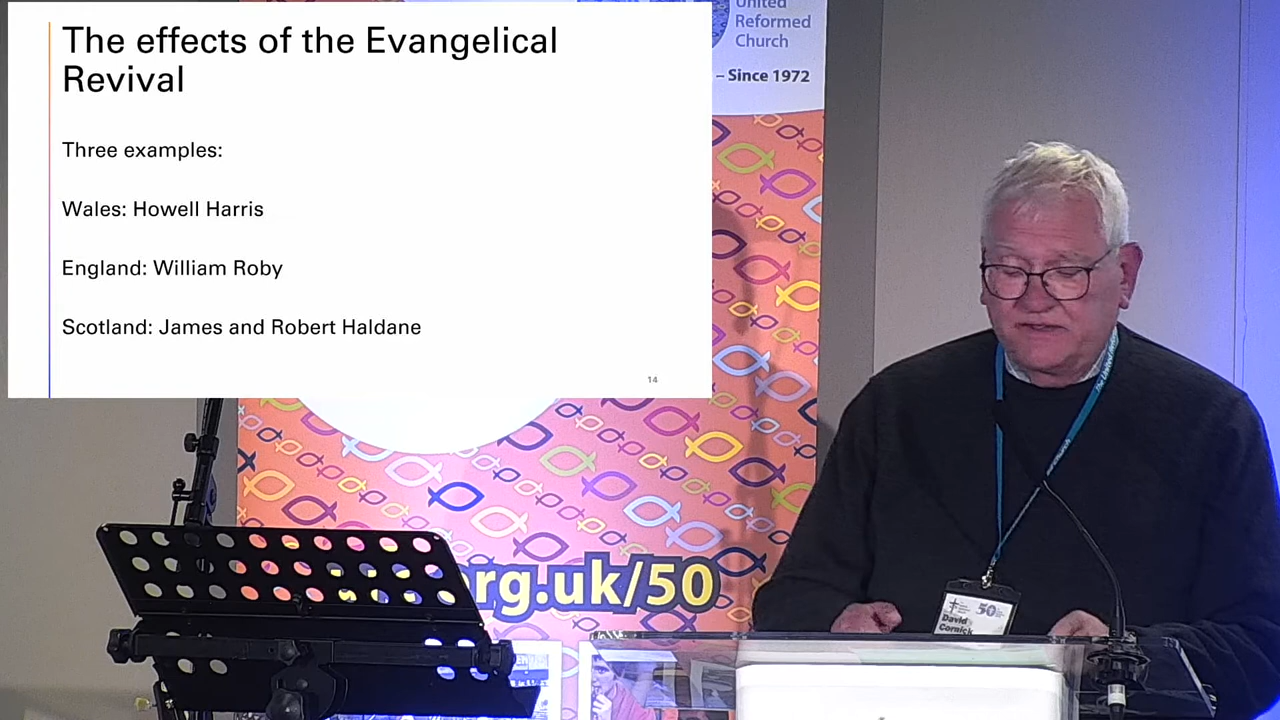 The effects of the Evangelical
Revival
Three examples:
Wales: Howell Harris
England: William Roby
Scotland: James and Robert Haldane
14
United
Reformed
Church
– Since 1972
rg.uk/50
50
David
Cornick